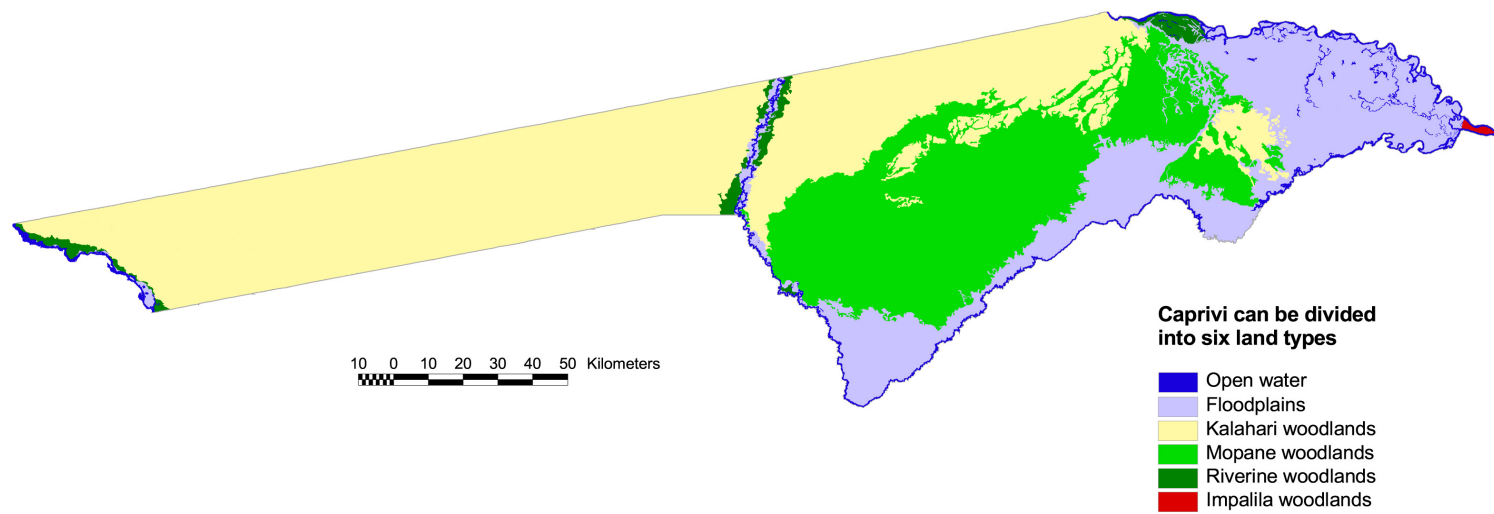 10 0 10 20 30 40 50 Kilometers
Caprivi can be divided
into six land types
Open water
Floodplains
Kalahari woodlands
Mopane woodlands
Riverine woodlands
Impalila woodlands